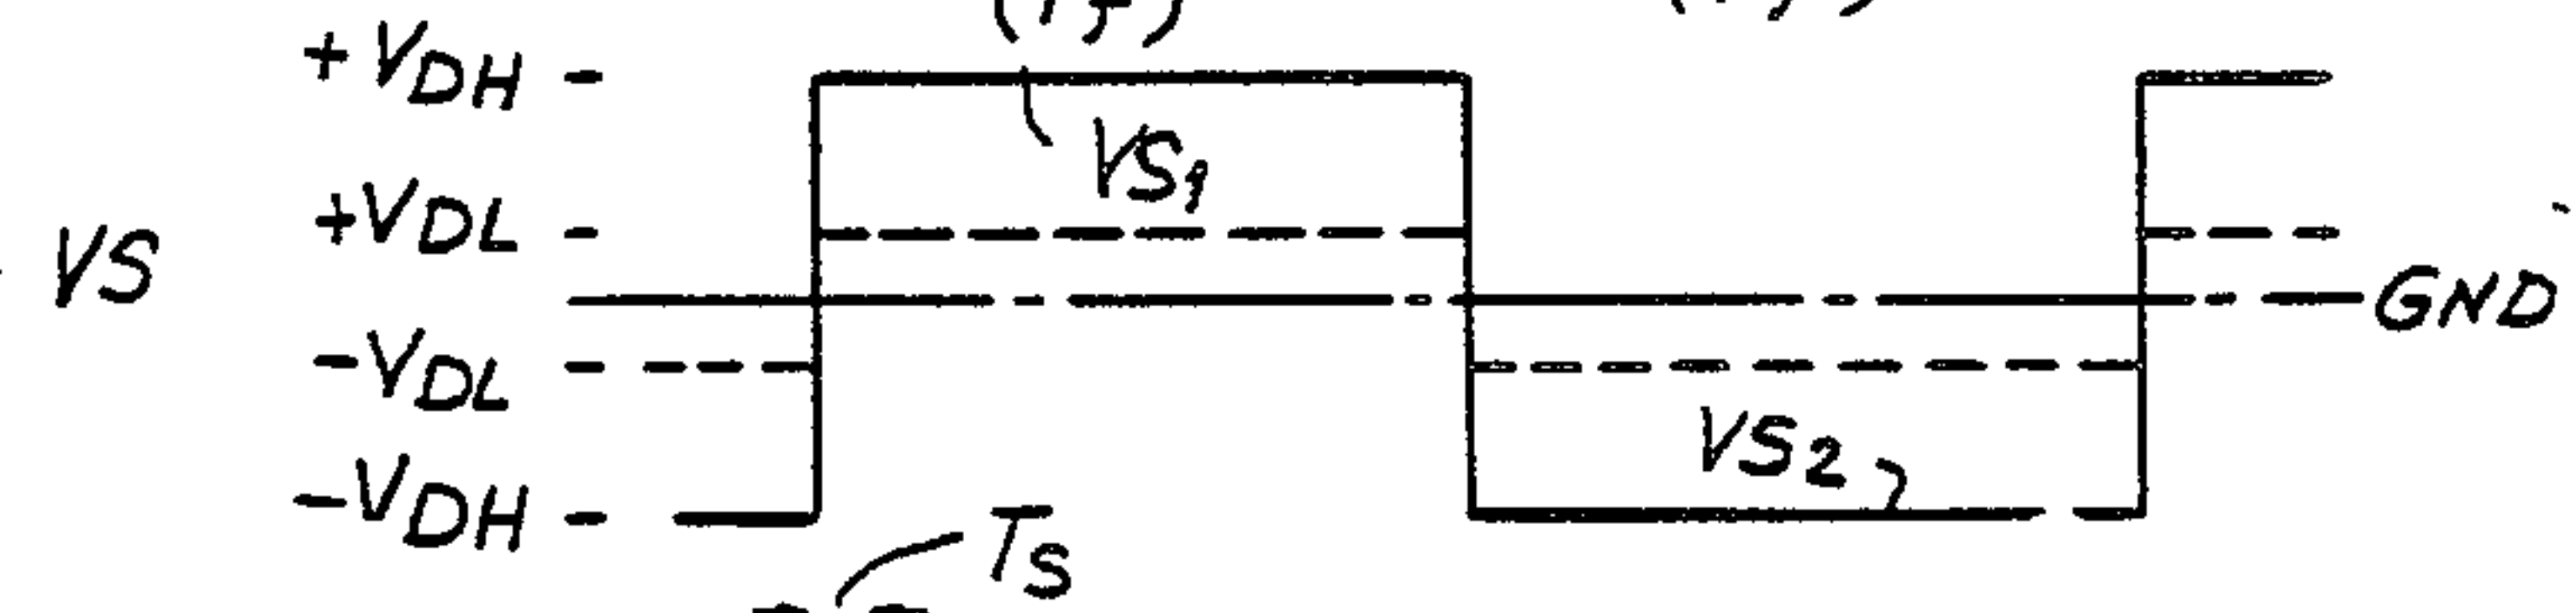 +VDH
VS1
+VDL
VS
GND
-VDL
VS2
-VDH
TS